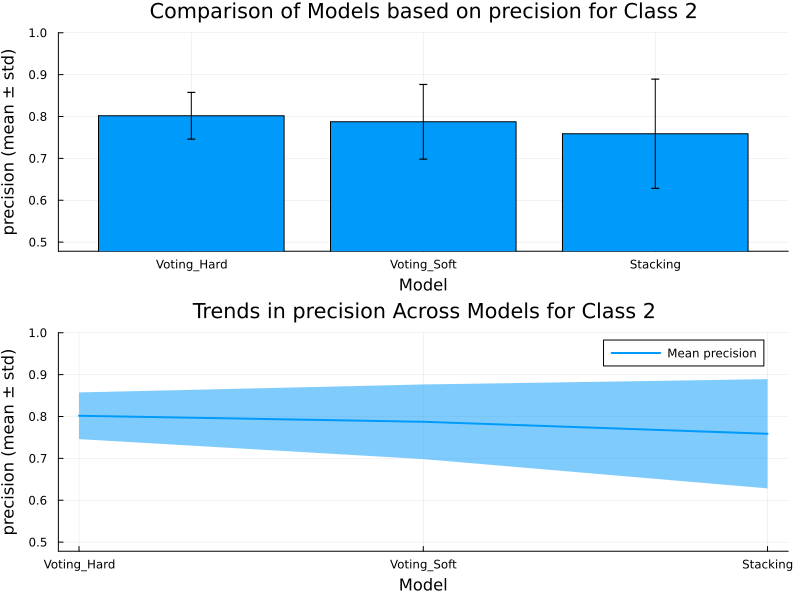 Comparison of Models based on precision for Class 2
precision (mean ± std)
1.0
0.9
0.8
0.7
0.6
0.5
Voting_Hard
Voting_Soft
Stacking
Model
Trends in precision Across Models for Class 2
precision (mean ± std)
1.0
0.9
0.8
0.7
0.6
0.5
Mean precision
Voting_Hard
Voting_Soft
Stacking
Model